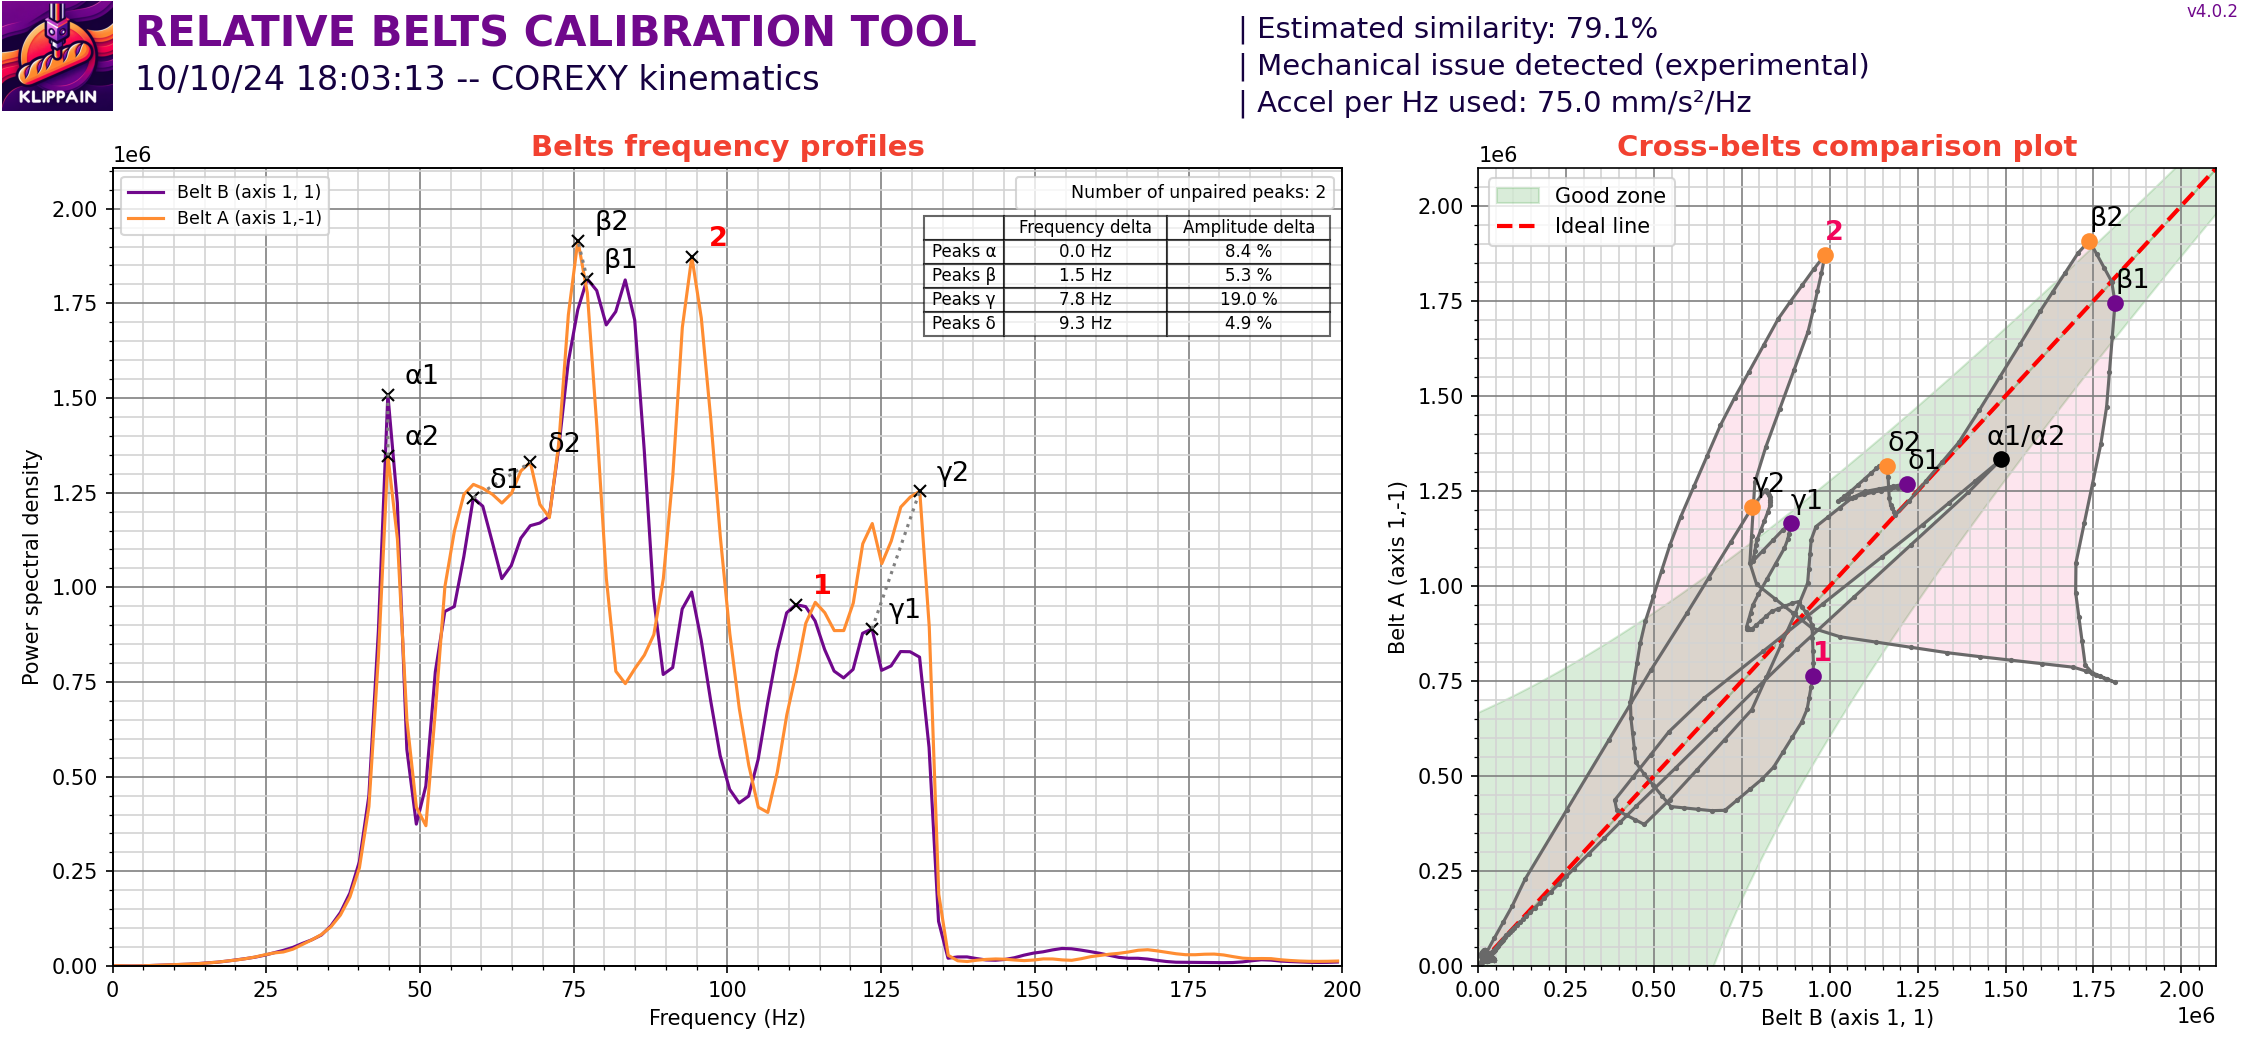 KLIPPAIN
RELATIVE BELTS CALIBRATION TOOL
10/10/24 18:03:13 -- COREXY kinematics
| Estimated similarity: 79.1%
| Mechanical issue detected (experimental)
| Accel per Hz used: 75.0 mm/s²/Hz
v4.0.2
Belts frequency profiles
1e6
Belt B (axis 1, 1)
Belt A (axis 1,-1)
Number of unpaired peaks: 2
Frequency delta Amplitude delta
Peaks α 0.0 Hz 8.4 %
Peaks β 1.5 Hz 5.3 %
Peaks γ 7.8 Hz 19.0 %
Peaks δ 9.3 Hz 4.9 %
β2
2
β1
α1
α2
δ2
δ1
γ2
1
γ1
2.00
1.75
1.50
1.25
1.00
0.75
0.50
0.25
0.00
Power spectral density
0 25 50 75 100 125 150 175 200
Frequency (Hz)
Cross-belts comparison plot
1e6
Good zone
Ideal line
2
β2
β1
δ2
α1/α2
δ1
γ2
γ1
1
2.00
1.75
1.50
1.25
1.00
0.75
0.50
0.25
0.00
Belt A (axis 1,-1)
0.00 0.25 0.50 0.75 1.00 1.25 1.50 1.75 2.00
Belt B (axis 1, 1)
1e6